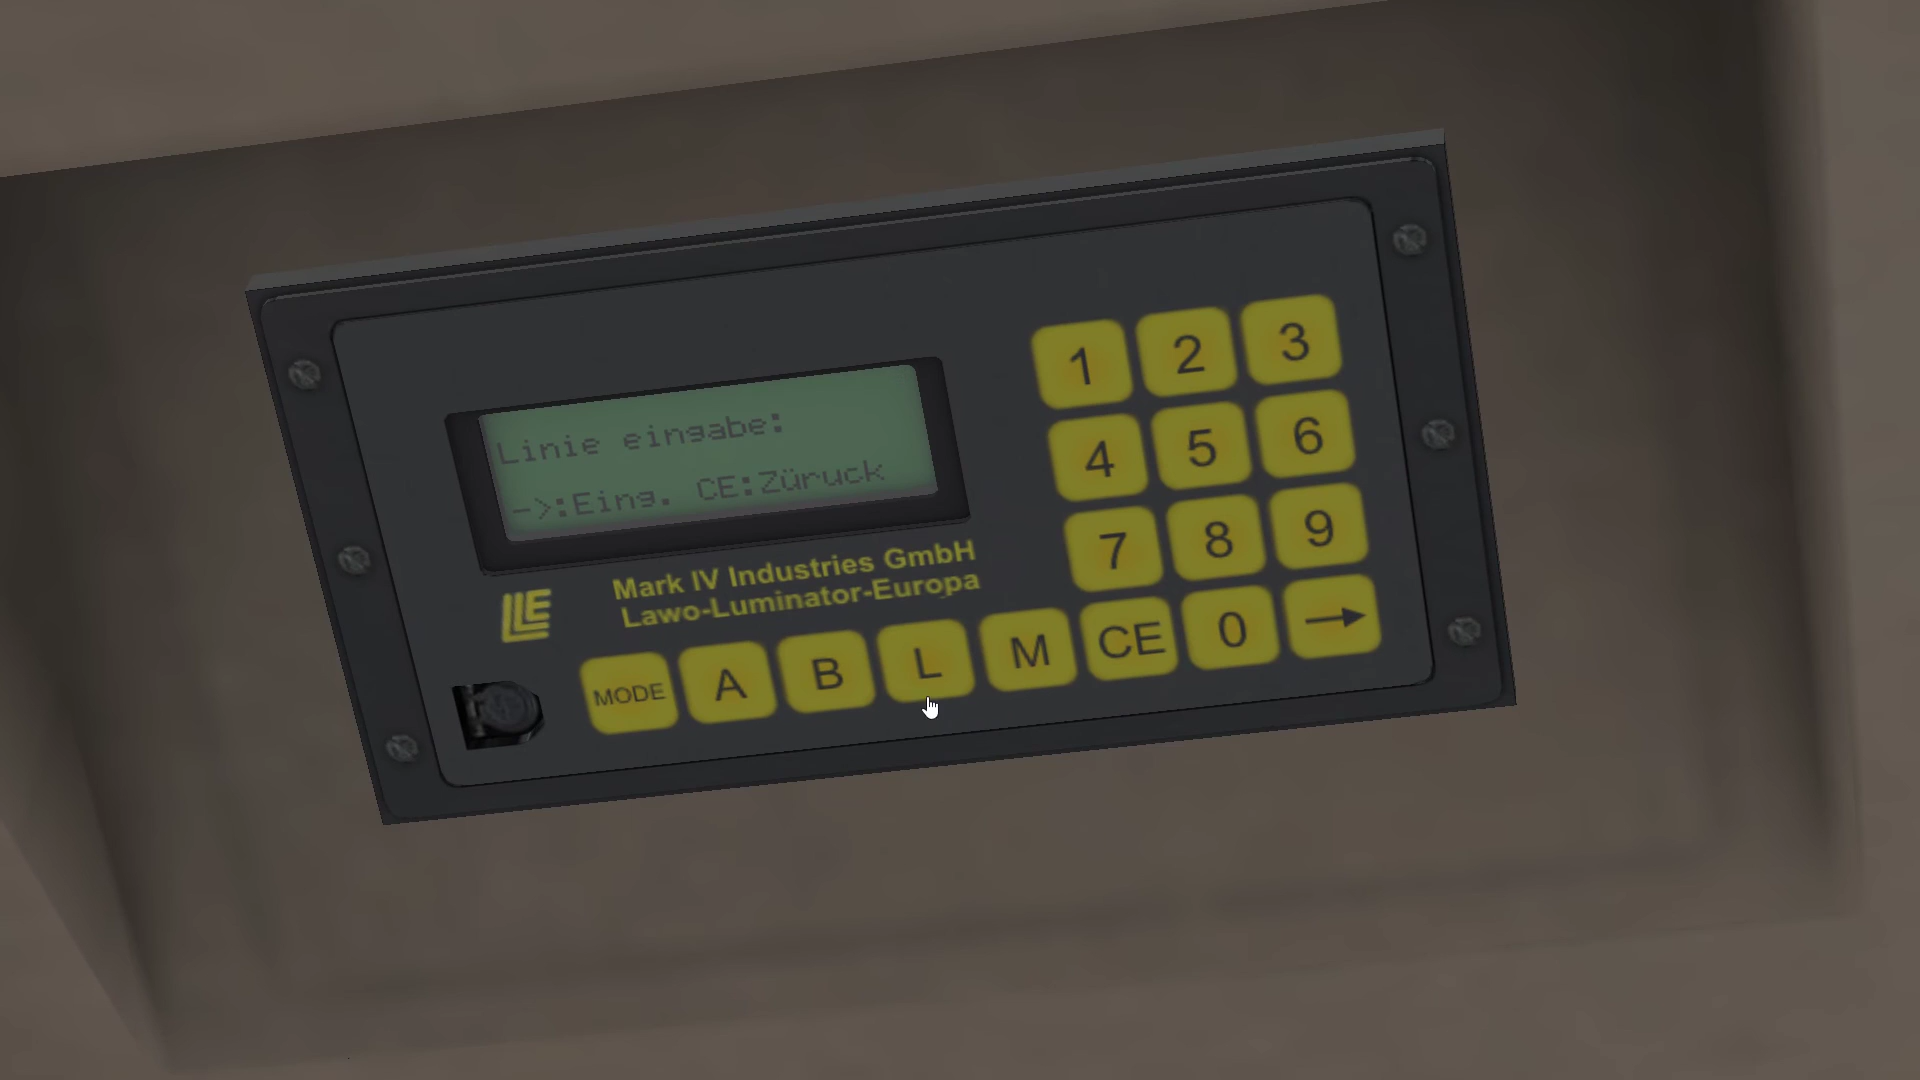 Linie eingabe:
->:Eing. CE:Züruck
Mark IV Industries GmbH
Lawo-Luminator-Europa
LLE
1 2 3
4 5 6
7 8 9
MODE A B L M CE 0 →